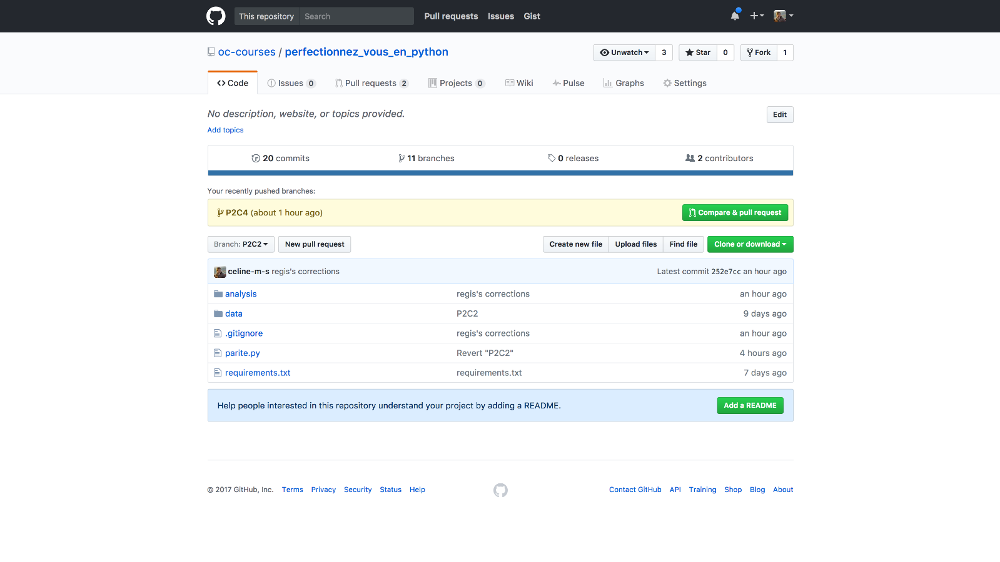 This repository Search Pull requests Issues Gist
oc-courses / perfectionnez_vous_en_python Unwatch 3 Star 0 Fork 1
Code Issues 0 Pull requests 2 Projects 0 Wiki Pulse Graphs Settings
No description, website, or topics provided. Edit
Add topics
20 commits 11 branches 0 releases 2 contributors
Your recently pushed branches:
P2C4 (about 1 hour ago) Compare & pull request
Branch: P2C2 New pull request Create new file Upload files Find file Clone or download
celine-m-s regis's corrections Latest commit 252e7cc an hour ago
analysis regis's corrections an hour ago
data P2C2 9 days ago
.gitignore regis's corrections an hour ago
parite.py Revert "P2C2" 4 hours ago
requirements.txt requirements.txt 7 days ago
Help people interested in this repository understand your project by adding a README. Add a README
© 2017 GitHub, Inc. Terms Privacy Security Status Help Contact GitHub API Training Shop Blog About